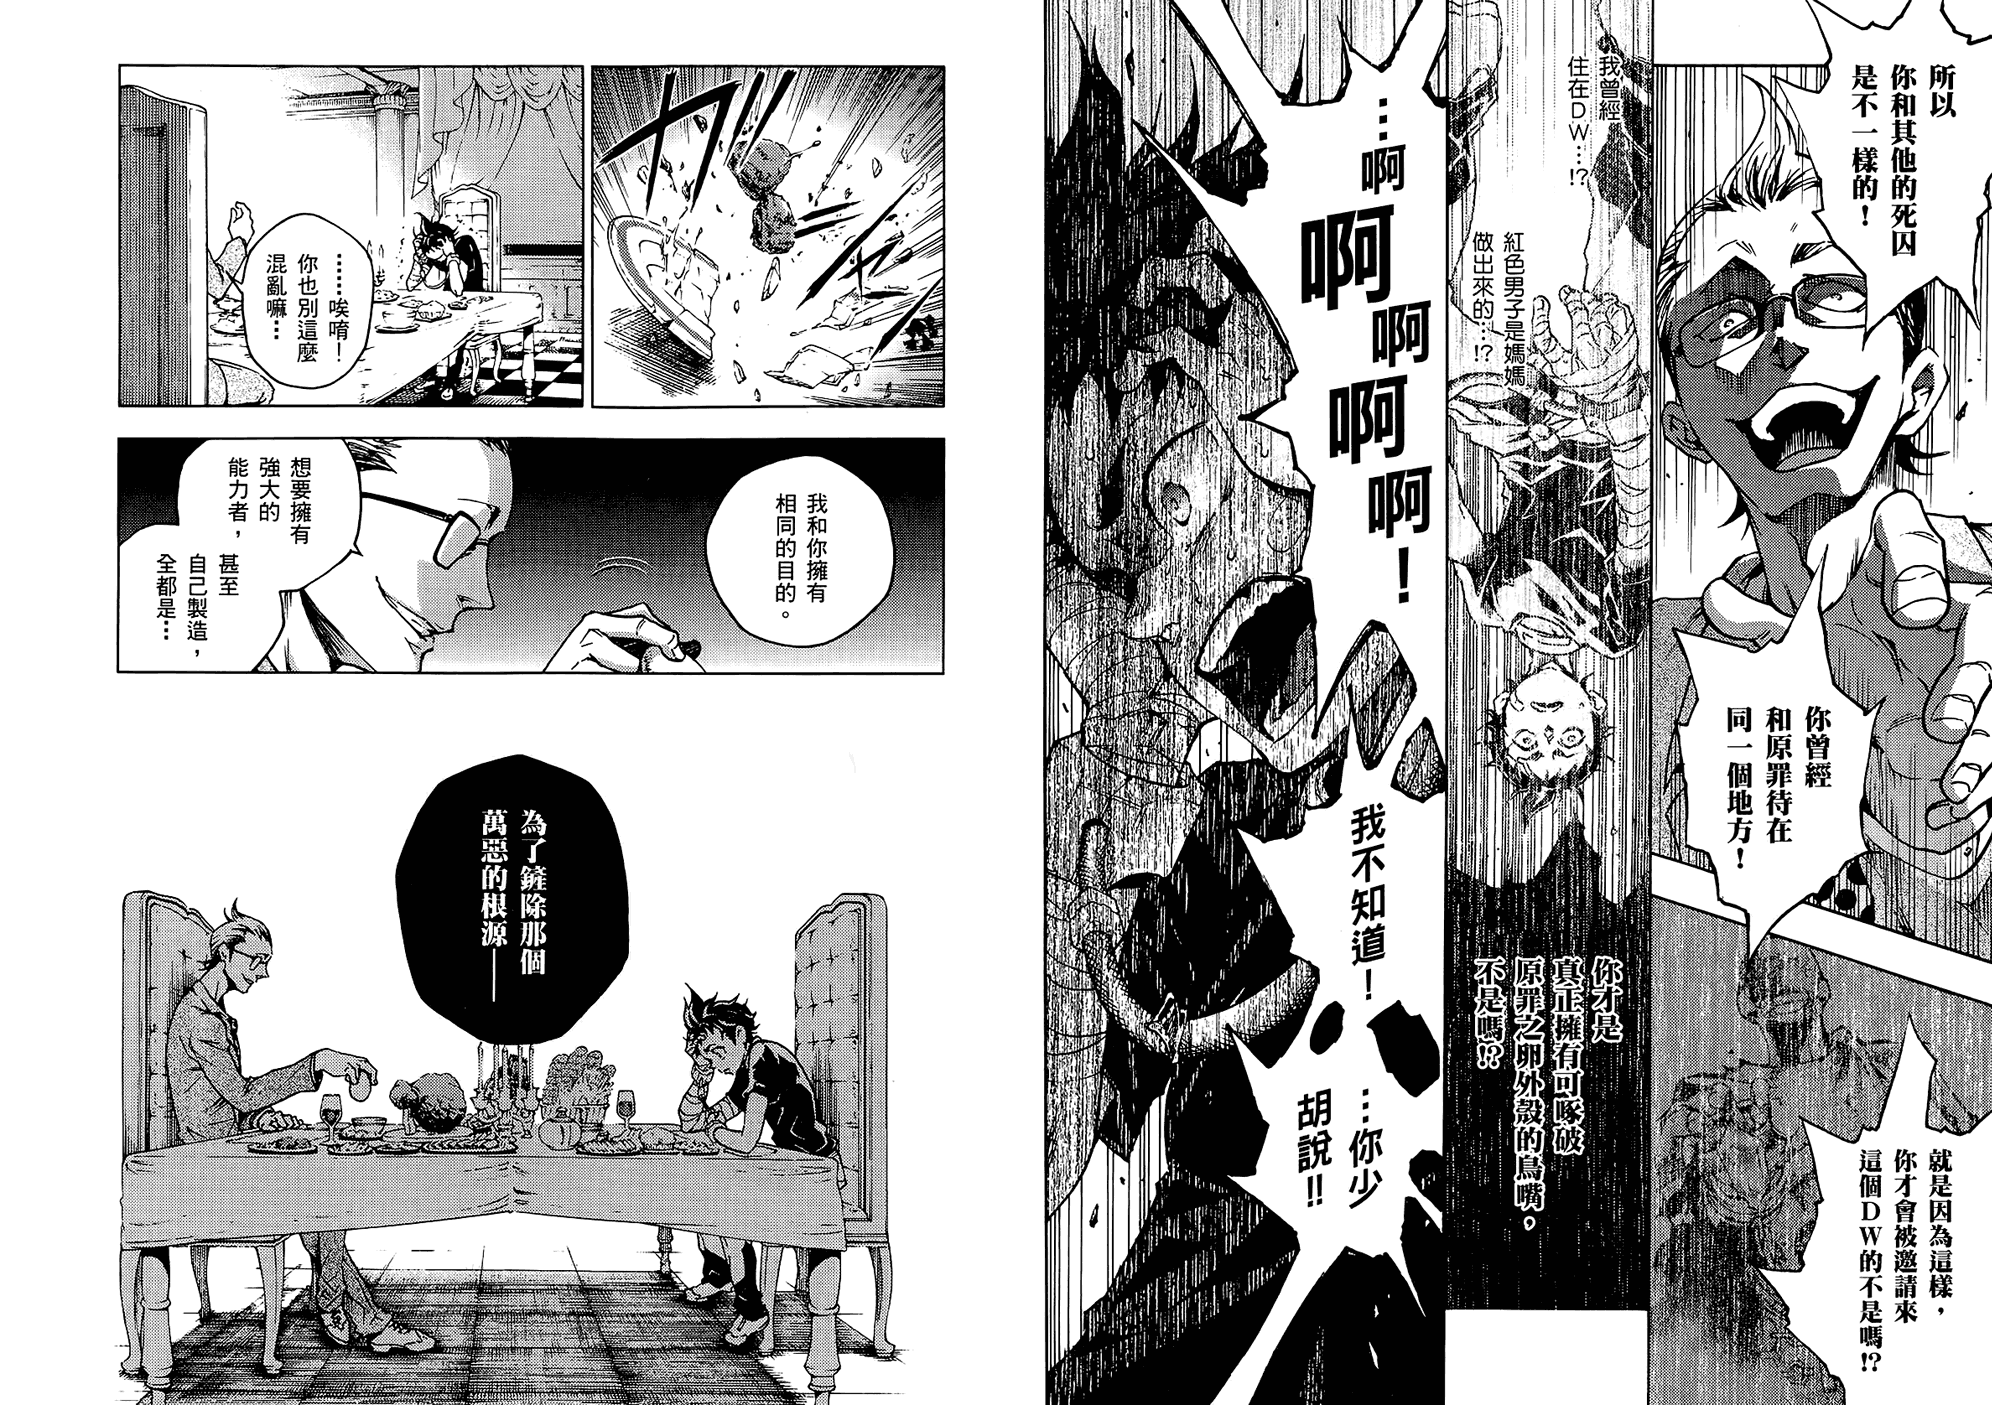 所以
你和其他的死囚
是不一樣的！
你曾經
和原罪待在
同一個地方！
就是因為這樣，
你才會被邀請來
這個DW的不是嗎!?
我曾經
住在DW…!?
紅色男子是媽媽
做出來的…!?
你才是
真正擁有可啄破
原罪之卵外殼的鳥嘴，
不是嗎!?
…啊
啊
啊
啊
啊！
我不知道！
…你少
胡說!!
ガッ
……唉唷！
你也別這麼
混亂嘛…
我和你擁有
相同的目的。
想要擁有
強大的
能力者，
甚至
自己製造，
全都是…
為了鏟除那個
萬惡的根源——